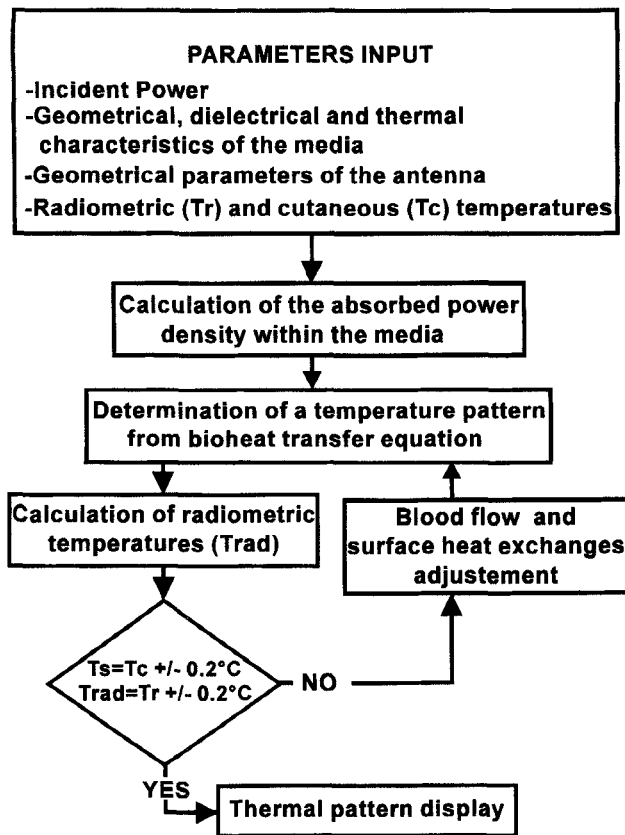 PARAMETERS INPUT
-Incident Power
-Geometrical, dielectrical and thermal
characteristics of the media
-Geometrical parameters of the antenna
-Radiometric (Tr) and cutaneous (Tc) temperatures
Calculation of the absorbed power
density within the media
Determination of a temperature pattern
from bioheat transfer equation
Calculation of radiometric
temperatures (Trad)
Blood flow and
surface heat exchanges
adjustement
Ts=Tc +/- 0.2°C
Trad=Tr +/- 0.2°C
NO
YES
Thermal pattern display